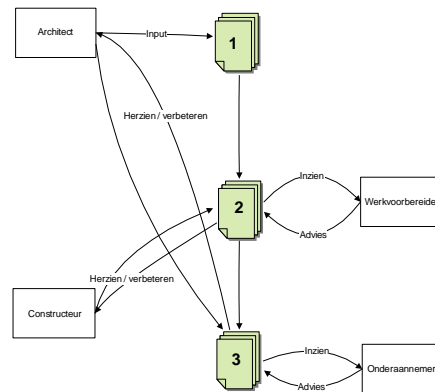 Architect
Input
1
Herzien / verbeteren
2
Inzien
Werkvoorbereide
Advies
Herzien / verbeteren
Constructeur
3
Inzien
Onderaannemer
Advies